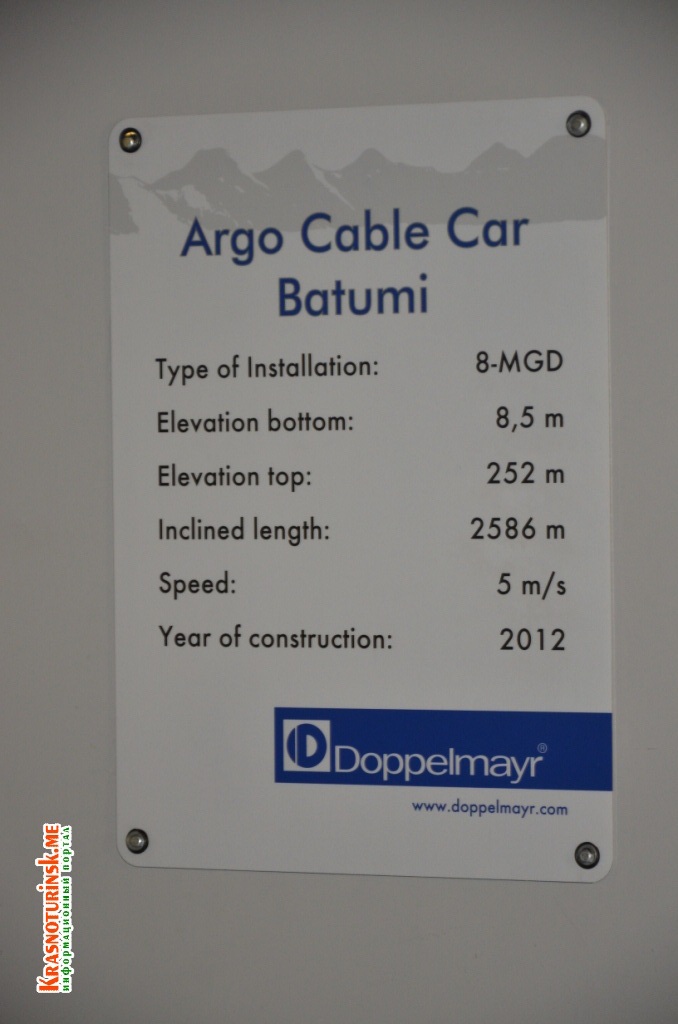 Argo Cable Car
Batumi
Type of Installation: 8-MGD
Elevation bottom: 8,5 m
Elevation top: 252 m
Inclined length: 2586 m
Speed: 5 m/s
Year of construction: 2012
D Doppelmayr®
www.doppelmayr.com
KRASNOTURINSK.ME
информационный портал